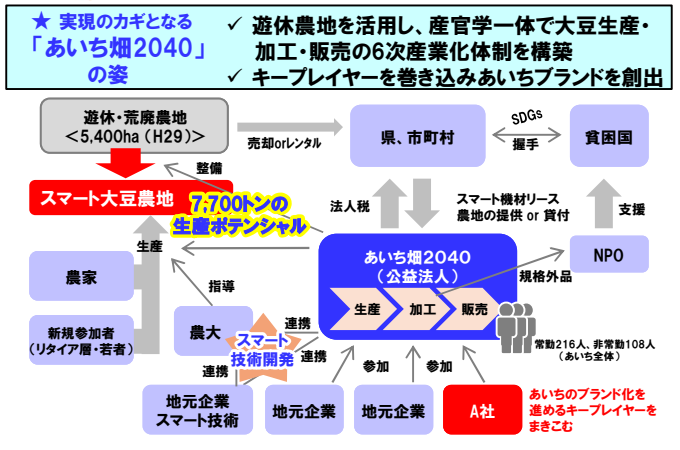 ★ 実現のカギとなる
「あいち畑2040」
の姿
✓ 遊休農地を活用し、産官学一体で大豆生産・
加工・販売の6次産業化体制を構築
✓ キープレイヤーを巻き込みあいちブランドを創出
遊休・荒廃農地
<5,400ha（H29）>
売却orレンタル
県、市町村
SDGs
握手
貧困国
整備
スマート大豆農地
7,700トンの
生産ポテンシャル
法人税
スマート機材リース
農地の提供 or 貸付
支援
生産
農家
新規参加者
（リタイア層・若者）
指導
農大
あいち畑2040
（公益法人）
生産
加工
販売
規格外品
NPO
常勤216人、非常勤108人
（あいち全体）
スマート
技術開発
連携
連携
連携
参加
参加
地元企業
スマート技術
地元企業
地元企業
A社
あいちのブランド化を
進めるキープレイヤーを
まきこむ